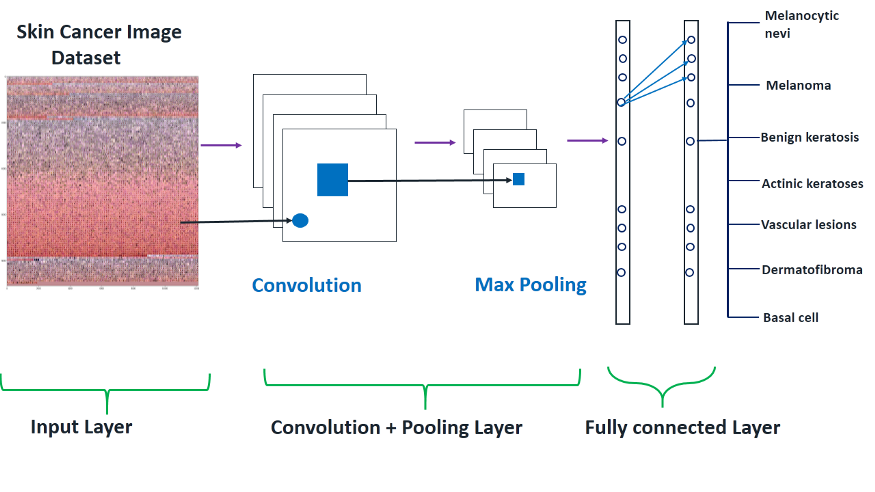 Skin Cancer Image
Dataset
Convolution
Max Pooling
Melanocytic
nevi
Melanoma
Benign keratosis
Actinic keratoses
Vascular lesions
Dermatofibroma
Basal cell
Input Layer
Convolution + Pooling Layer
Fully connected Layer